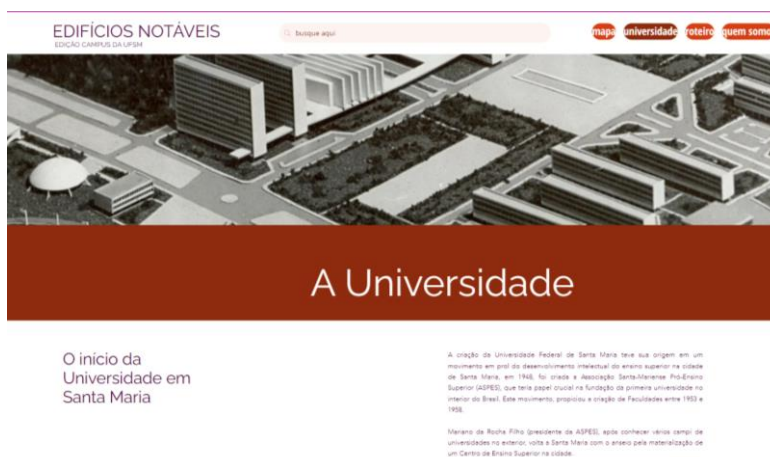 EDIFÍCIOS NOTÁVEIS
EDIÇÃO CAMPUS DA UFSM
busque aqui
mapa universidade roteiro quem somo
A Universidade
O início da
Universidade em
Santa Maria
A criação da Universidade Federal de Santa Maria teve sua origem em um
movimento em prol do desenvolvimento intelectual do ensino superior na cidade
de Santa Maria, em 1948, foi criada a Associação Santa-Mariense Pró-Ensino
Superior (ASPES), que teria papel crucial na fundação da primeira universidade no
interior do Brasil. Este movimento, propiciou a criação de Faculdades entre 1953 a
1958.
Mariano da Rocha Filho (presidente da ASPES), após conhecer vários campi de
universidades no exterior, volta a Santa Maria com o anseio pela materialização de
um Centro de Ensino Superior na cidade.